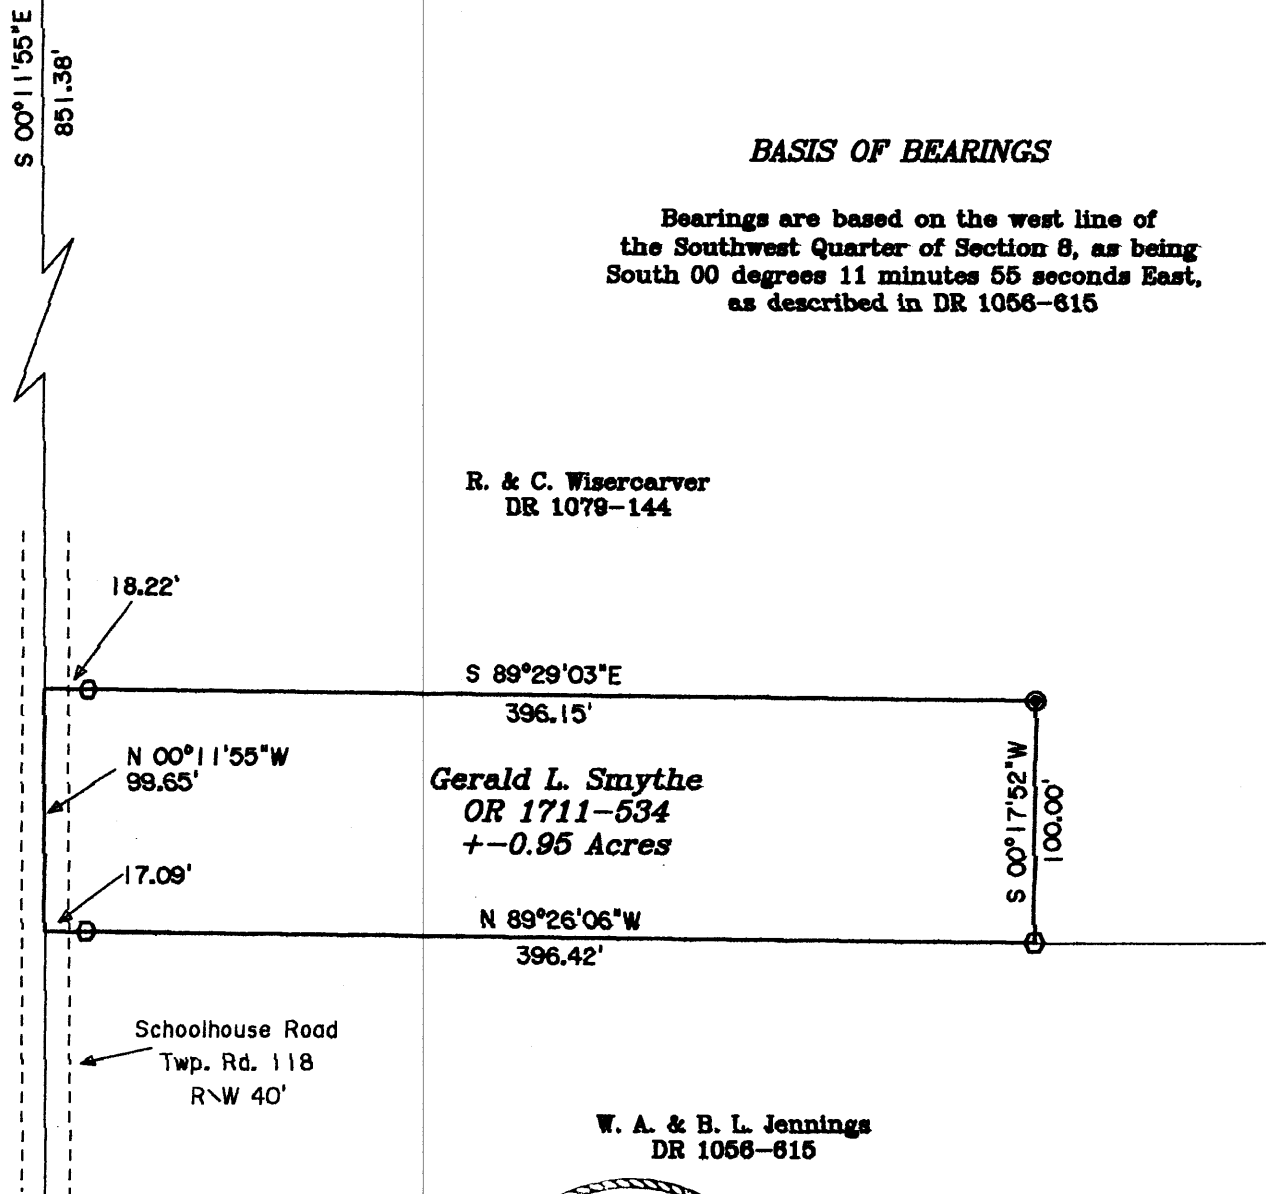 S 00°11'55"E
851.38'
BASIS OF BEARINGS
Bearings are based on the west line of
the Southwest Quarter of Section 8, as being
South 00 degrees 11 minutes 55 seconds East,
as described in DR 1056-615
R. & C. Wisercarver
DR 1079-144
18.22'
S 89°29'03"E
396.15'
N 00°11'55"W
99.65'
Gerald L. Smythe
OR 1711-534
+-0.95 Acres
S 00°17'52"W
100.00'
17.09'
N 89°26'06"W
396.42'
Schoolhouse Road
Twp. Rd. 118
R\W 40'
W. A. & B. L. Jennings
DR 1056-615